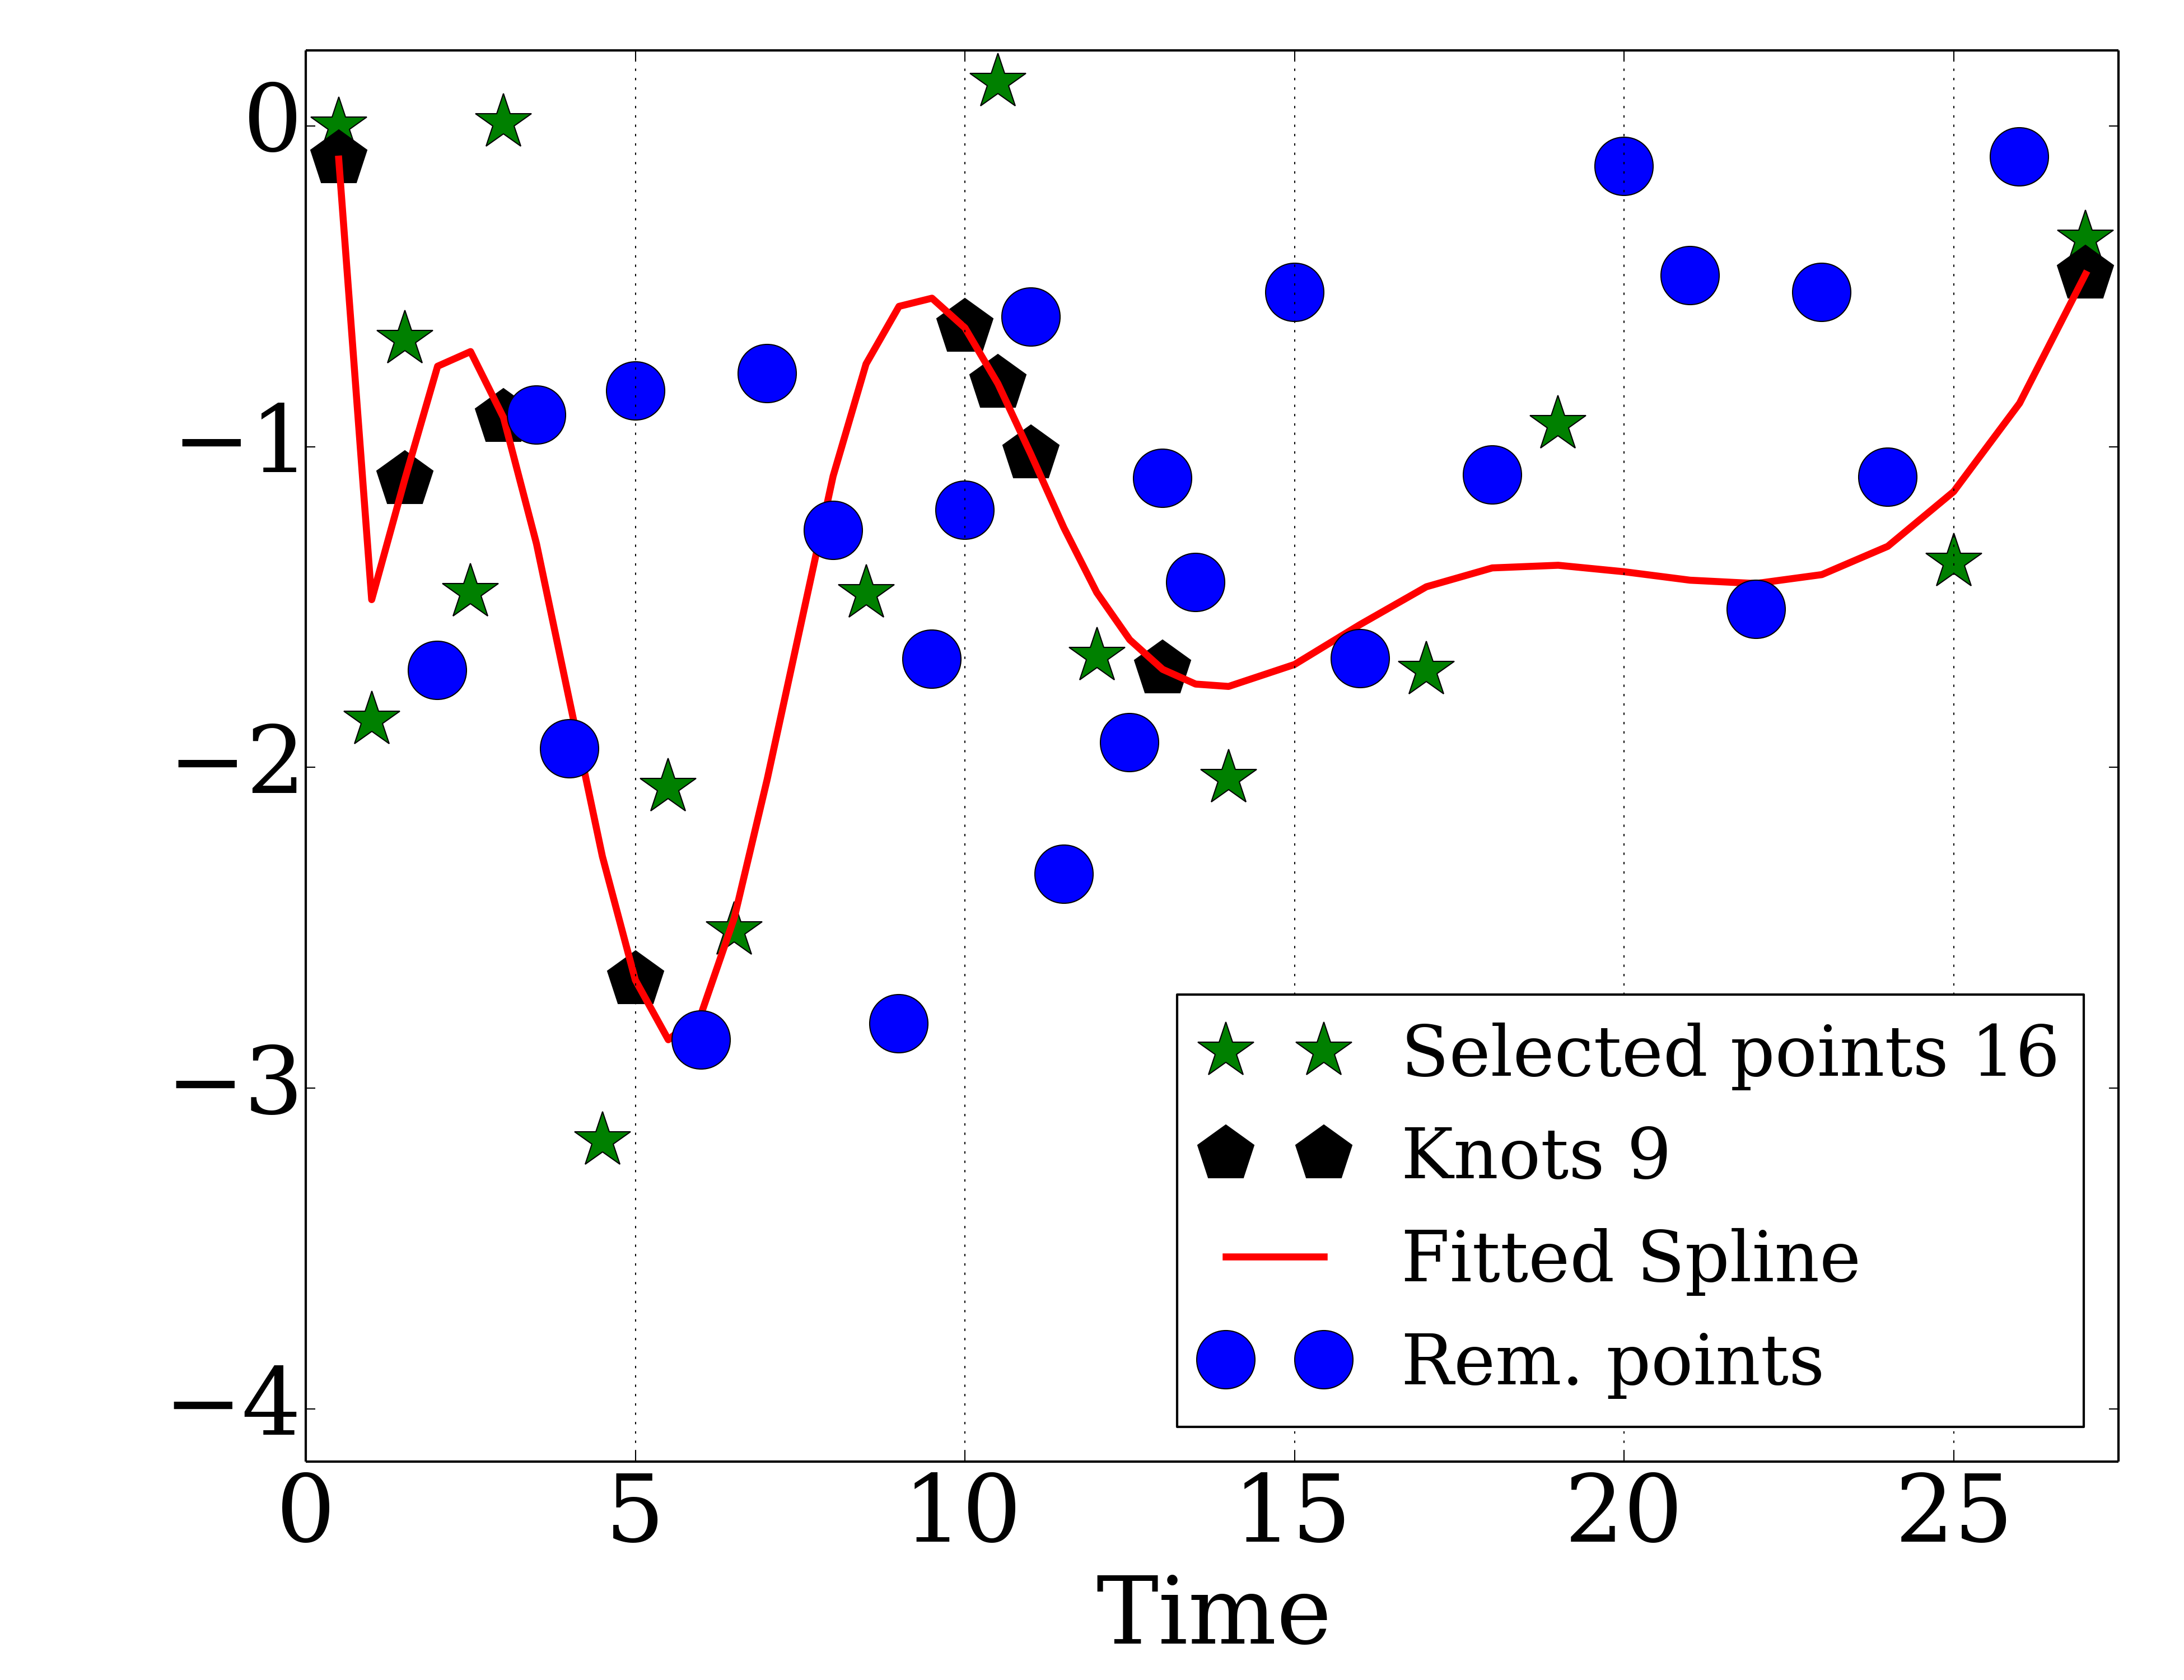 0
−1
−2
−3
−4
Selected points 16
Knots 9
Fitted Spline
Rem. points
0 5 10 15 20 25
Time